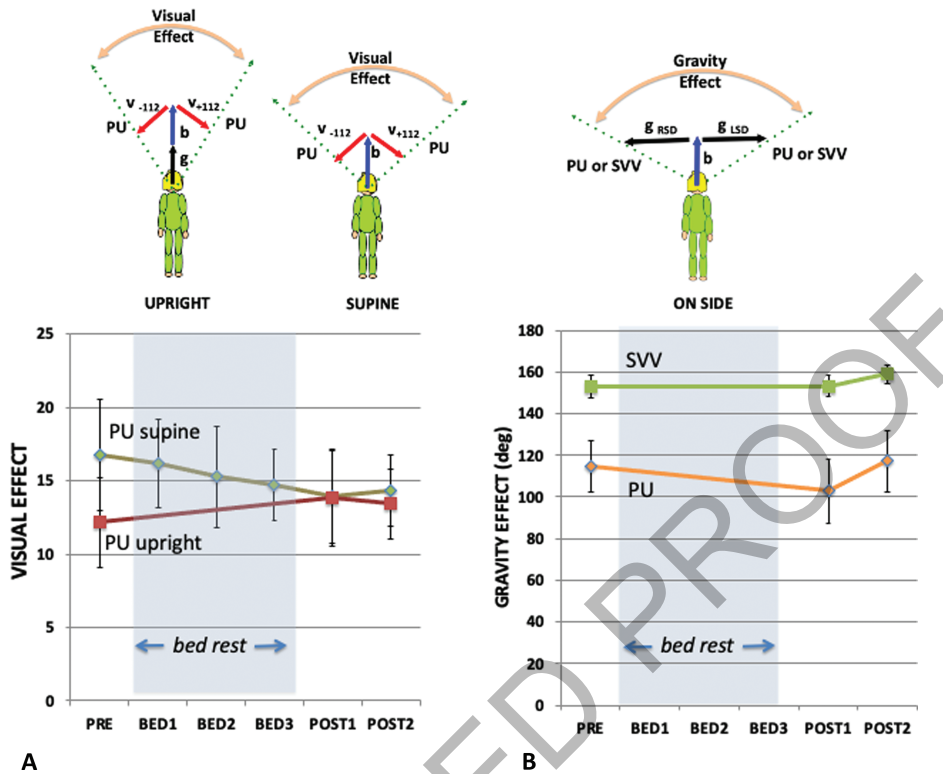 Visual
Effect
v -112
v+112
PU
PU
b
g
UPRIGHT
Visual
Effect
v -112
v+112
PU
PU
b
SUPINE
Gravity
Effect
g RSD
g LSD
PU or SVV
PU or SVV
b
ON SIDE
VISUAL EFFECT
25
20
15
10
5
0
PU supine
PU upright
bed rest
PRE BED1 BED2 BED3 POST1 POST2
A
GRAVITY EFFECT (deg)
180
160
140
120
100
80
60
40
20
0
SVV
PU
bed rest
PRE BED1 BED2 BED3 POST1 POST2
B
ED PROOF